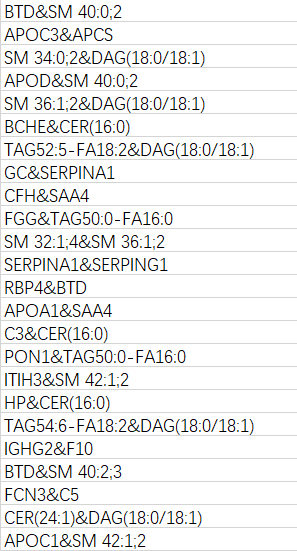 BTD&SM 40:0;2
APOC3&APCS
SM 34:0;2&DAG(18:0/18:1)
APOD&SM 40:0;2
SM 36:1;2&DAG(18:0/18:1)
BCHE&CER(16:0)
TAG52:5-FA18:2&DAG(18:0/18:1)
GC&SERPINA1
CFH&SAA4
FGG&TAG50:0-FA16:0
SM 32:1;4&SM 36:1;2
SERPINA1&SERPING1
RBP4&BTD
APOA1&SAA4
C3&CER(16:0)
PON1&TAG50:0-FA16:0
ITIH3&SM 42:1;2
HP&CER(16:0)
TAG54:6-FA18:2&DAG(18:0/18:1)
IGHG2&F10
BTD&SM 40:2;3
FCN3&C5
CER(24:1)&DAG(18:0/18:1)
APOC1&SM 42:1;2